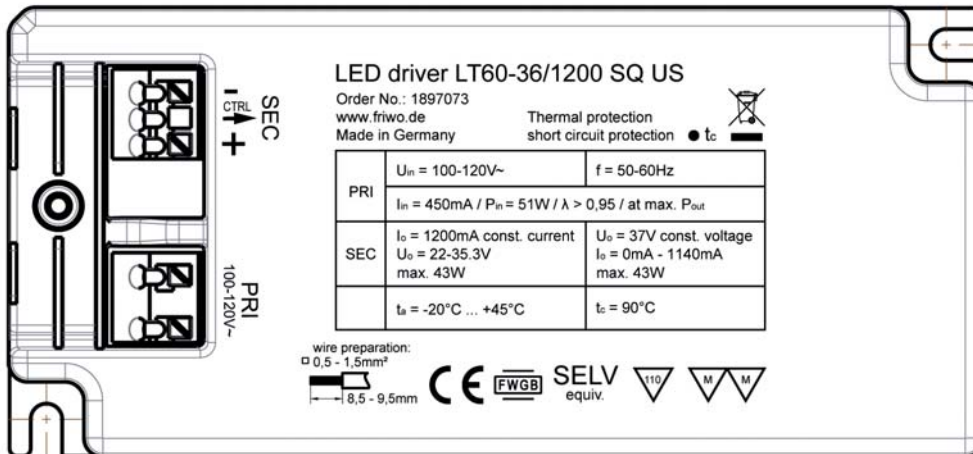 LED driver LT60-36/1200 SQ US
Order No.: 1897073
www.friwo.de
Made in Germany
Thermal protection
short circuit protection ● tc
-
CTRL
+
SEC
PRI
100-120V~
PRI
Uin = 100-120V~
f = 50-60Hz
Iin = 450mA / Pin = 51W / λ > 0,95 / at max. Pout
SEC
Io = 1200mA const. current
Uo = 22-35.3V
max. 43W
Uo = 37V const. voltage
Io = 0mA - 1140mA
max. 43W
ta = -20°C ... +45°C
tc = 90°C
wire preparation:
0,5 - 1,5mm²
8,5 - 9,5mm
CE
FWGB
SELV
equiv.
110
M M